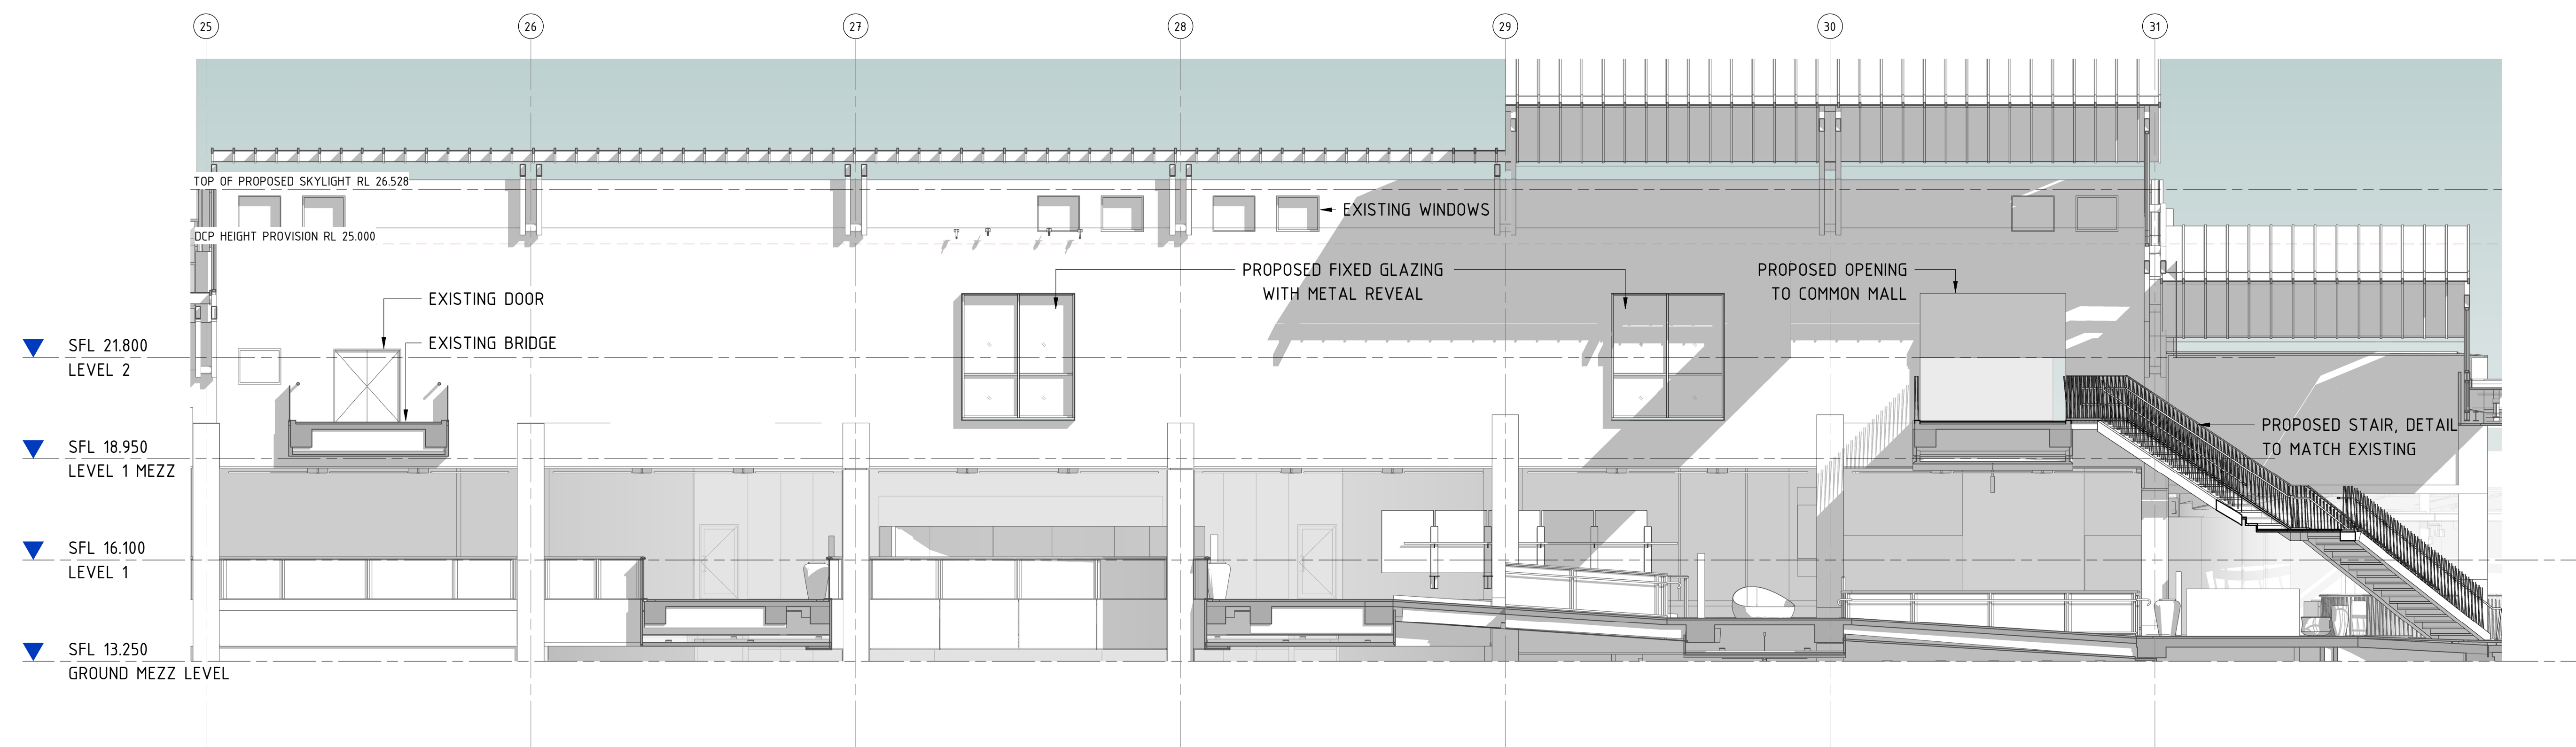 25 26 27 28 29 30 31
TOP OF PROPOSED SKYLIGHT RL 26.528
EXISTING WINDOWS
DCP HEIGHT PROVISION RL 25.000
PROPOSED FIXED GLAZING
WITH METAL REVEAL
PROPOSED OPENING
TO COMMON MALL
EXISTING DOOR
EXISTING BRIDGE
SFL 21.800
LEVEL 2
PROPOSED STAIR, DETAIL
TO MATCH EXISTING
SFL 18.950
LEVEL 1 MEZZ
SFL 16.100
LEVEL 1
SFL 13.250
GROUND MEZZ LEVEL